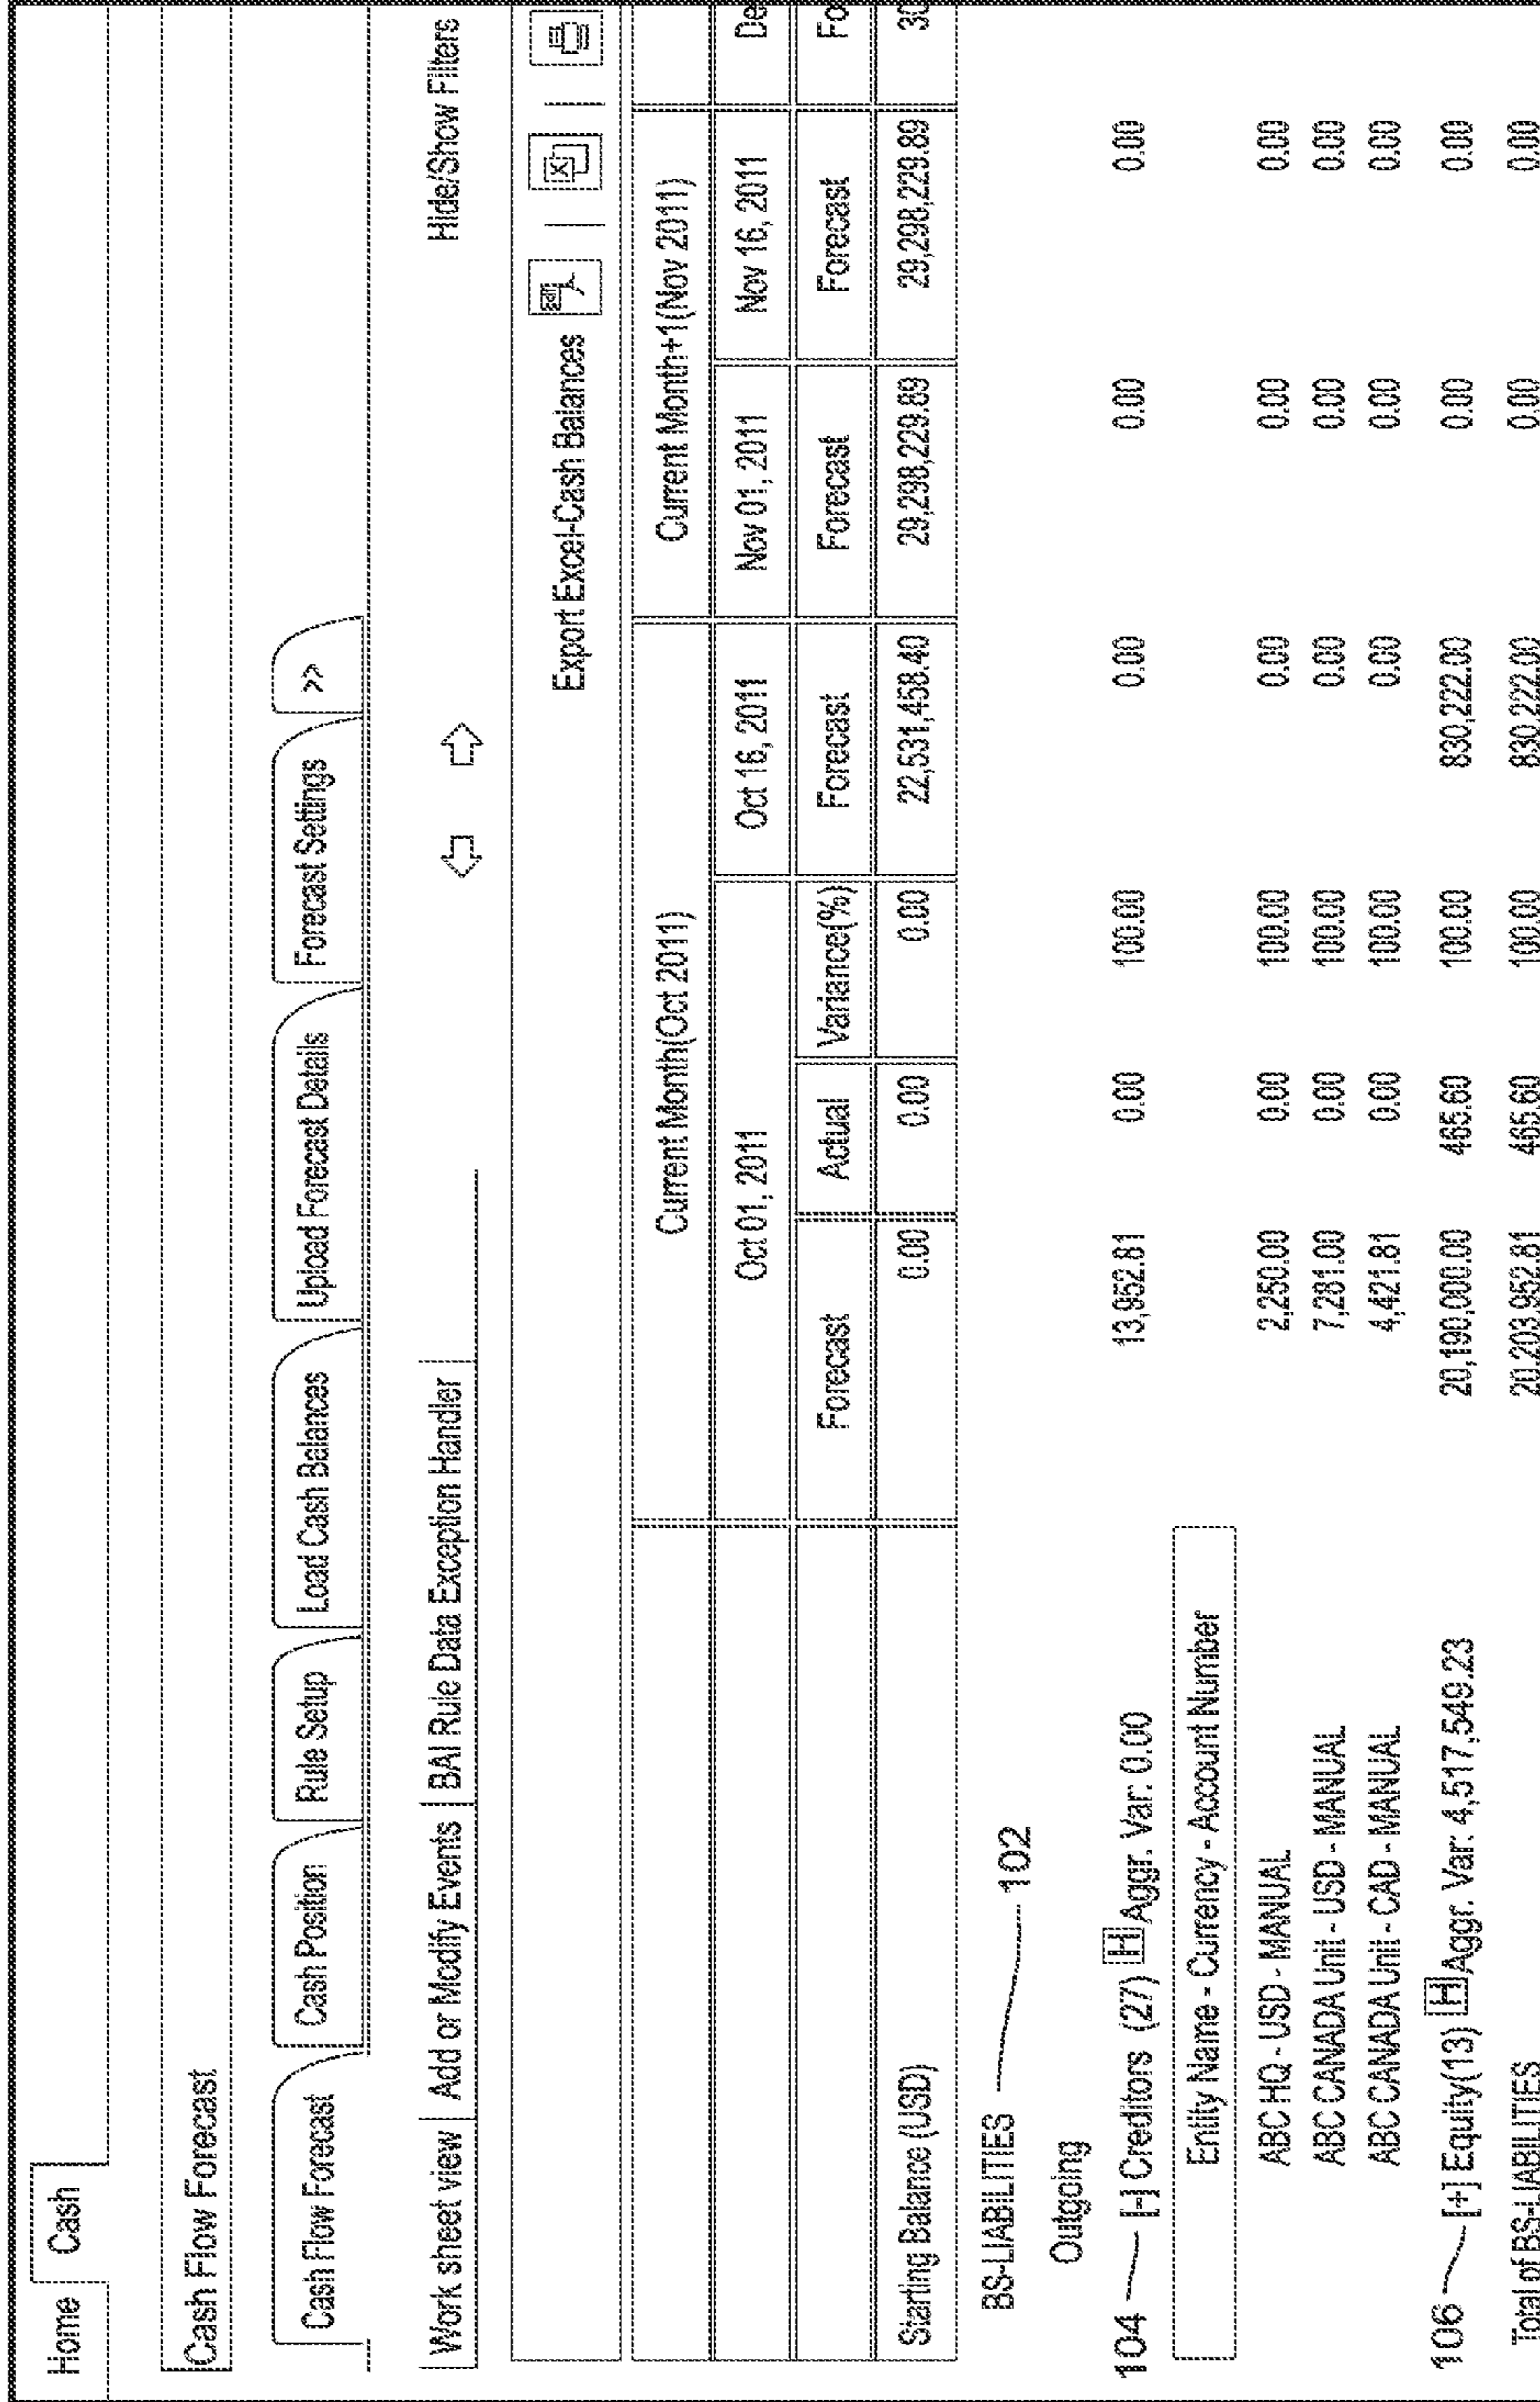 Home Cash
Cash Flow Forecast
Cash Flow Forecast Cash Position Rule Setup Load Cash Balances Upload Forecast Details Forecast Settings >>
Work sheet view Add or Modify Events BAI Rule Data Exception Handler Hide/Show Filters
Export Excel-Cash Balances
Current Month(Oct 2011) Current Month+1(Nov 2011)
Oct 01, 2011 Oct 16, 2011 Nov 01, 2011 Nov 16, 2011 De
Forecast Actual Variance(%) Forecast Forecast Forecast Fo
Starting Balance (USD) 0.00 0.00 0.00 22,531,458.40 29,298,229.89 29,298,229.89 30
BS-LIABILITIES 102
Outgoing
104 [-] Creditors (27) [H] Aggr. Var: 0.00 13,952.81 0.00 100.00 0.00 0.00 0.00
Entity Name - Currency - Account Number
ABC HQ - USD - MANUAL 2,250.00 0.00 100.00 0.00 0.00 0.00
ABC CANADA Unit - USD - MANUAL 7,281.00 0.00 100.00 0.00 0.00 0.00
ABC CANADA Unit - CAD - MANUAL 4,421.81 0.00 100.00 0.00 0.00 0.00
106 [+] Equity(13) [H] Aggr. Var: 4,517,549.23 20,190,000.00 465.60 100.00 830,222.00 0.00 0.00
Total of BS-LIABILITIES 20,203,952.81 465.60 100.00 830,222.00 0.00 0.00